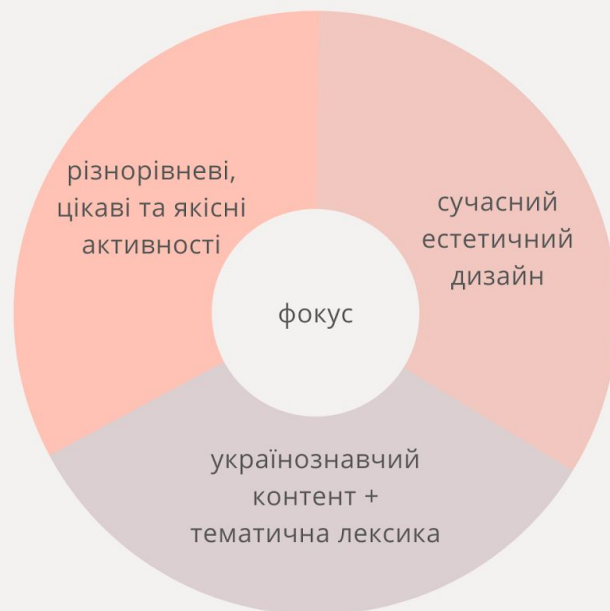 різнорівневі,
цікаві та якісні
активності
сучасний
естетичний
дизайн
фокус
українознавчий
контент +
тематична лексика